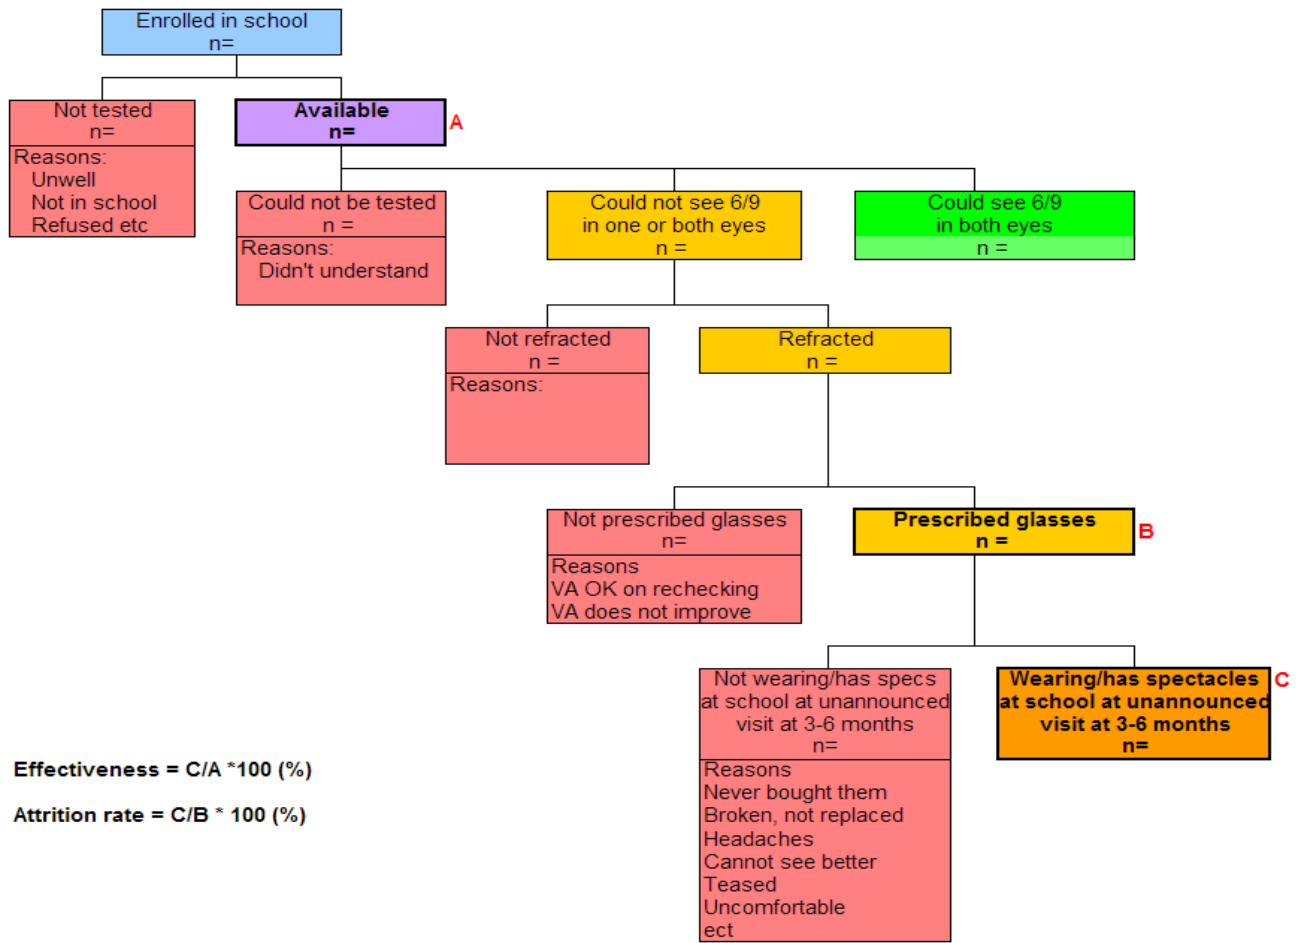 Enrolled in school
n=
Not tested
n=
Reasons:
Unwell
Not in school
Refused etc
Available
n=
A
Could not be tested
n =
Reasons:
Didn't understand
Could not see 6/9
in one or both eyes
n =
Could see 6/9
in both eyes
n =
Not refracted
n =
Reasons:
Refracted
n =
Not prescribed glasses
n=
Reasons
VA OK on rechecking
VA does not improve
Prescribed glasses
n =
B
Not wearing/has specs
at school at unannounced
visit at 3-6 months
n=
Reasons
Never bought them
Broken, not replaced
Headaches
Cannot see better
Teased
Uncomfortable
ect
Wearing/has spectacles
at school at unannounced
visit at 3-6 months
n=
C
Effectiveness = C/A *100 (%)
Attrition rate = C/B * 100 (%)